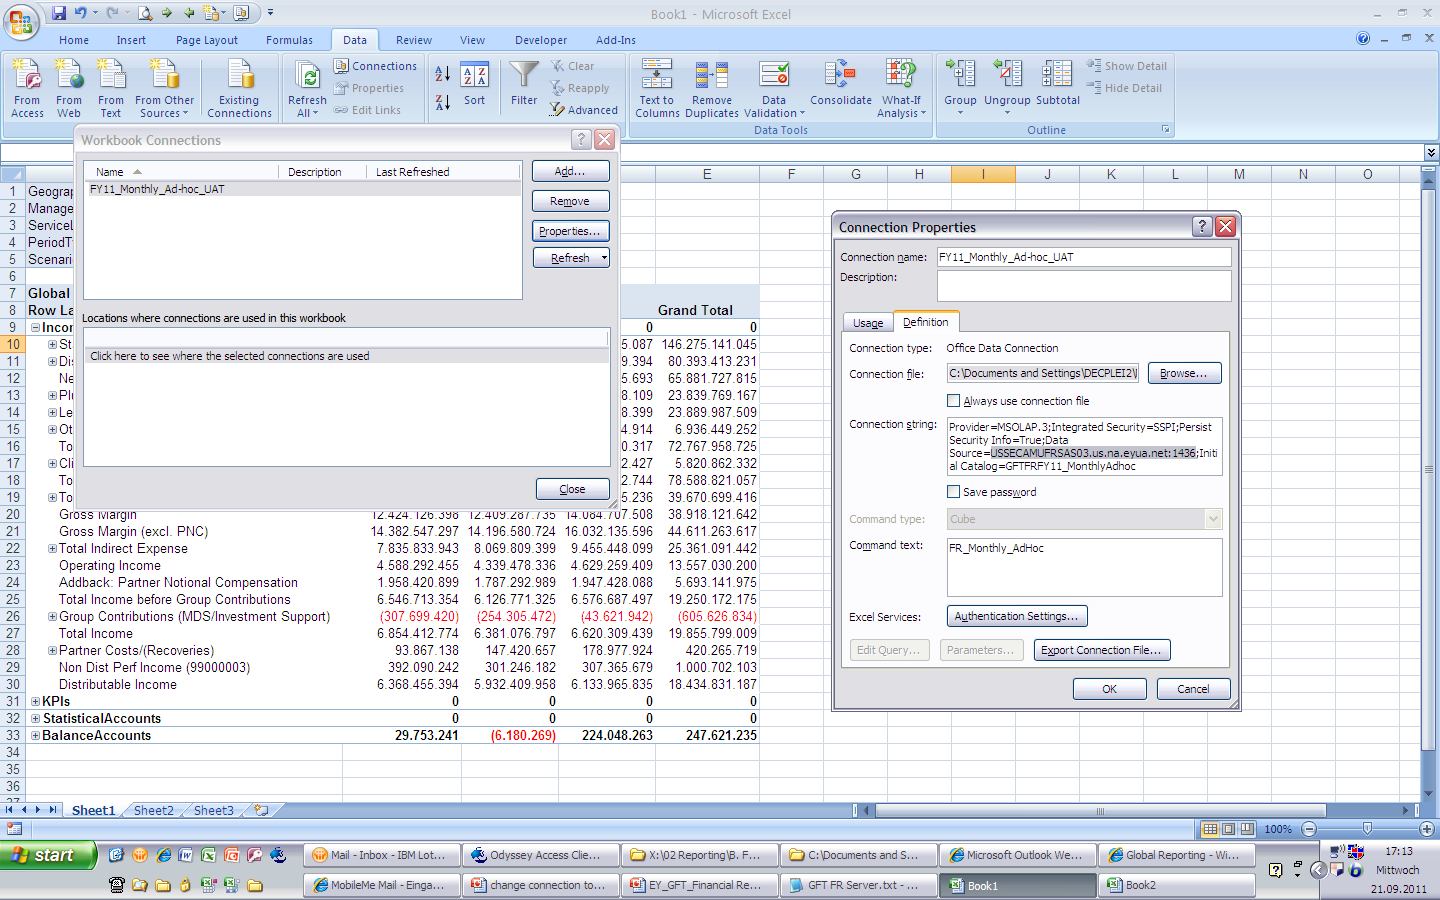 Book1 - Microsoft Excel
Home Insert Page Layout Formulas Data Review View Developer Add-Ins
From Access
From Web
From Text
From Other Sources
Existing Connections
Refresh All
Connections
Properties
Edit Links
Sort
Filter
Clear
Reapply
Advanced
Text to Columns
Remove Duplicates
Data Validation
Consolidate
What-If Analysis
Data Tools
Group
Ungroup
Subtotal
Show Detail
Hide Detail
Outline
Workbook Connections
Name Description Last Refreshed
FY11_Monthly_Ad-hoc_UAT
Add...
Remove
Properties...
Refresh
Locations where connections are used in this workbook
Click here to see where the selected connections are used
Close
E F G H I J K L M N O
1 Geograp
2 Manage
3 ServiceL
4 PeriodT
5 Scenari
6
7 Global
8 Row La Grand Total
9 Incor 0 0
10 St 5.087 146.275.141.045
11 Dis 9.394 80.393.413.231
12 Ne 5.693 65.881.727.815
13 Pl 8.109 23.839.769.167
14 Le 8.399 23.889.987.509
15 Ot 4.914 6.936.449.252
16 To 0.317 72.767.958.725
17 Cli 2.427 5.820.862.332
18 To 2.744 78.588.821.057
19 To 5.236 39.670.699.416
20 Gross Margin 12.424.126.398 12.409.287.735 14.084.707.508 38.918.121.642
21 Gross Margin (excl. PNC) 14.382.547.297 14.196.580.724 16.032.135.596 44.611.263.617
22 Total Indirect Expense 7.835.833.943 8.069.809.399 9.455.448.099 25.361.091.442
23 Operating Income 4.588.292.455 4.339.478.336 4.629.259.409 13.557.030.200
24 Addback: Partner Notional Compensation 1.958.420.899 1.787.292.989 1.947.428.088 5.693.141.975
25 Total Income before Group Contributions 6.546.713.354 6.126.771.325 6.576.687.497 19.250.172.175
26 Group Contributions (MDS/Investment Support) (307.699.420) (254.305.472) (43.621.942) (605.626.834)
27 Total Income 6.854.412.774 6.381.076.797 6.620.309.439 19.855.799.009
28 Partner Costs/(Recoveries) 93.867.138 147.420.657 178.977.924 420.265.719
29 Non Dist Perf Income (99000003) 392.090.242 301.246.182 307.365.679 1.000.702.103
30 Distributable Income 6.368.455.394 5.932.409.958 6.133.965.835 18.434.831.187
31 KPIs 0 0 0 0
32 StatisticalAccounts 0 0 0 0
33 BalanceAccounts 29.753.241 (6.180.269) 224.048.263 247.621.235
34
35
36
Connection Properties
Connection name: FY11_Monthly_Ad-hoc_UAT
Description:
Usage Definition
Connection type: Office Data Connection
Connection file: C:\Documents and Settings\DECPLEI2\
Browse...
Always use connection file
Connection string: Provider=MSOLAP.3;Integrated Security=SSPI;Persist
Security Info=True;Data
Source=USSECAMUFRSAS03.us.na.eyua.net:1436;Initi
al Catalog=GFTFRFY11_MonthlyAdhoc
Save password
Command type: Cube
Command text: FR_Monthly_AdHoc
Excel Services: Authentication Settings...
Edit Query... Parameters... Export Connection File...
OK Cancel
Sheet1 Sheet2 Sheet3
100%
start
Mail - Inbox - IBM Lot...
Odyssey Access Clie...
X:\02 Reporting\B. F...
C:\Documents and S...
Microsoft Outlook We...
Global Reporting - Wi...
17:13
MobileMe Mail - Einga...
change connection to...
EY_GFT_Financial Re...
GFT FR Server.txt - ...
Book1
Book2
Mittwoch
21.09.2011